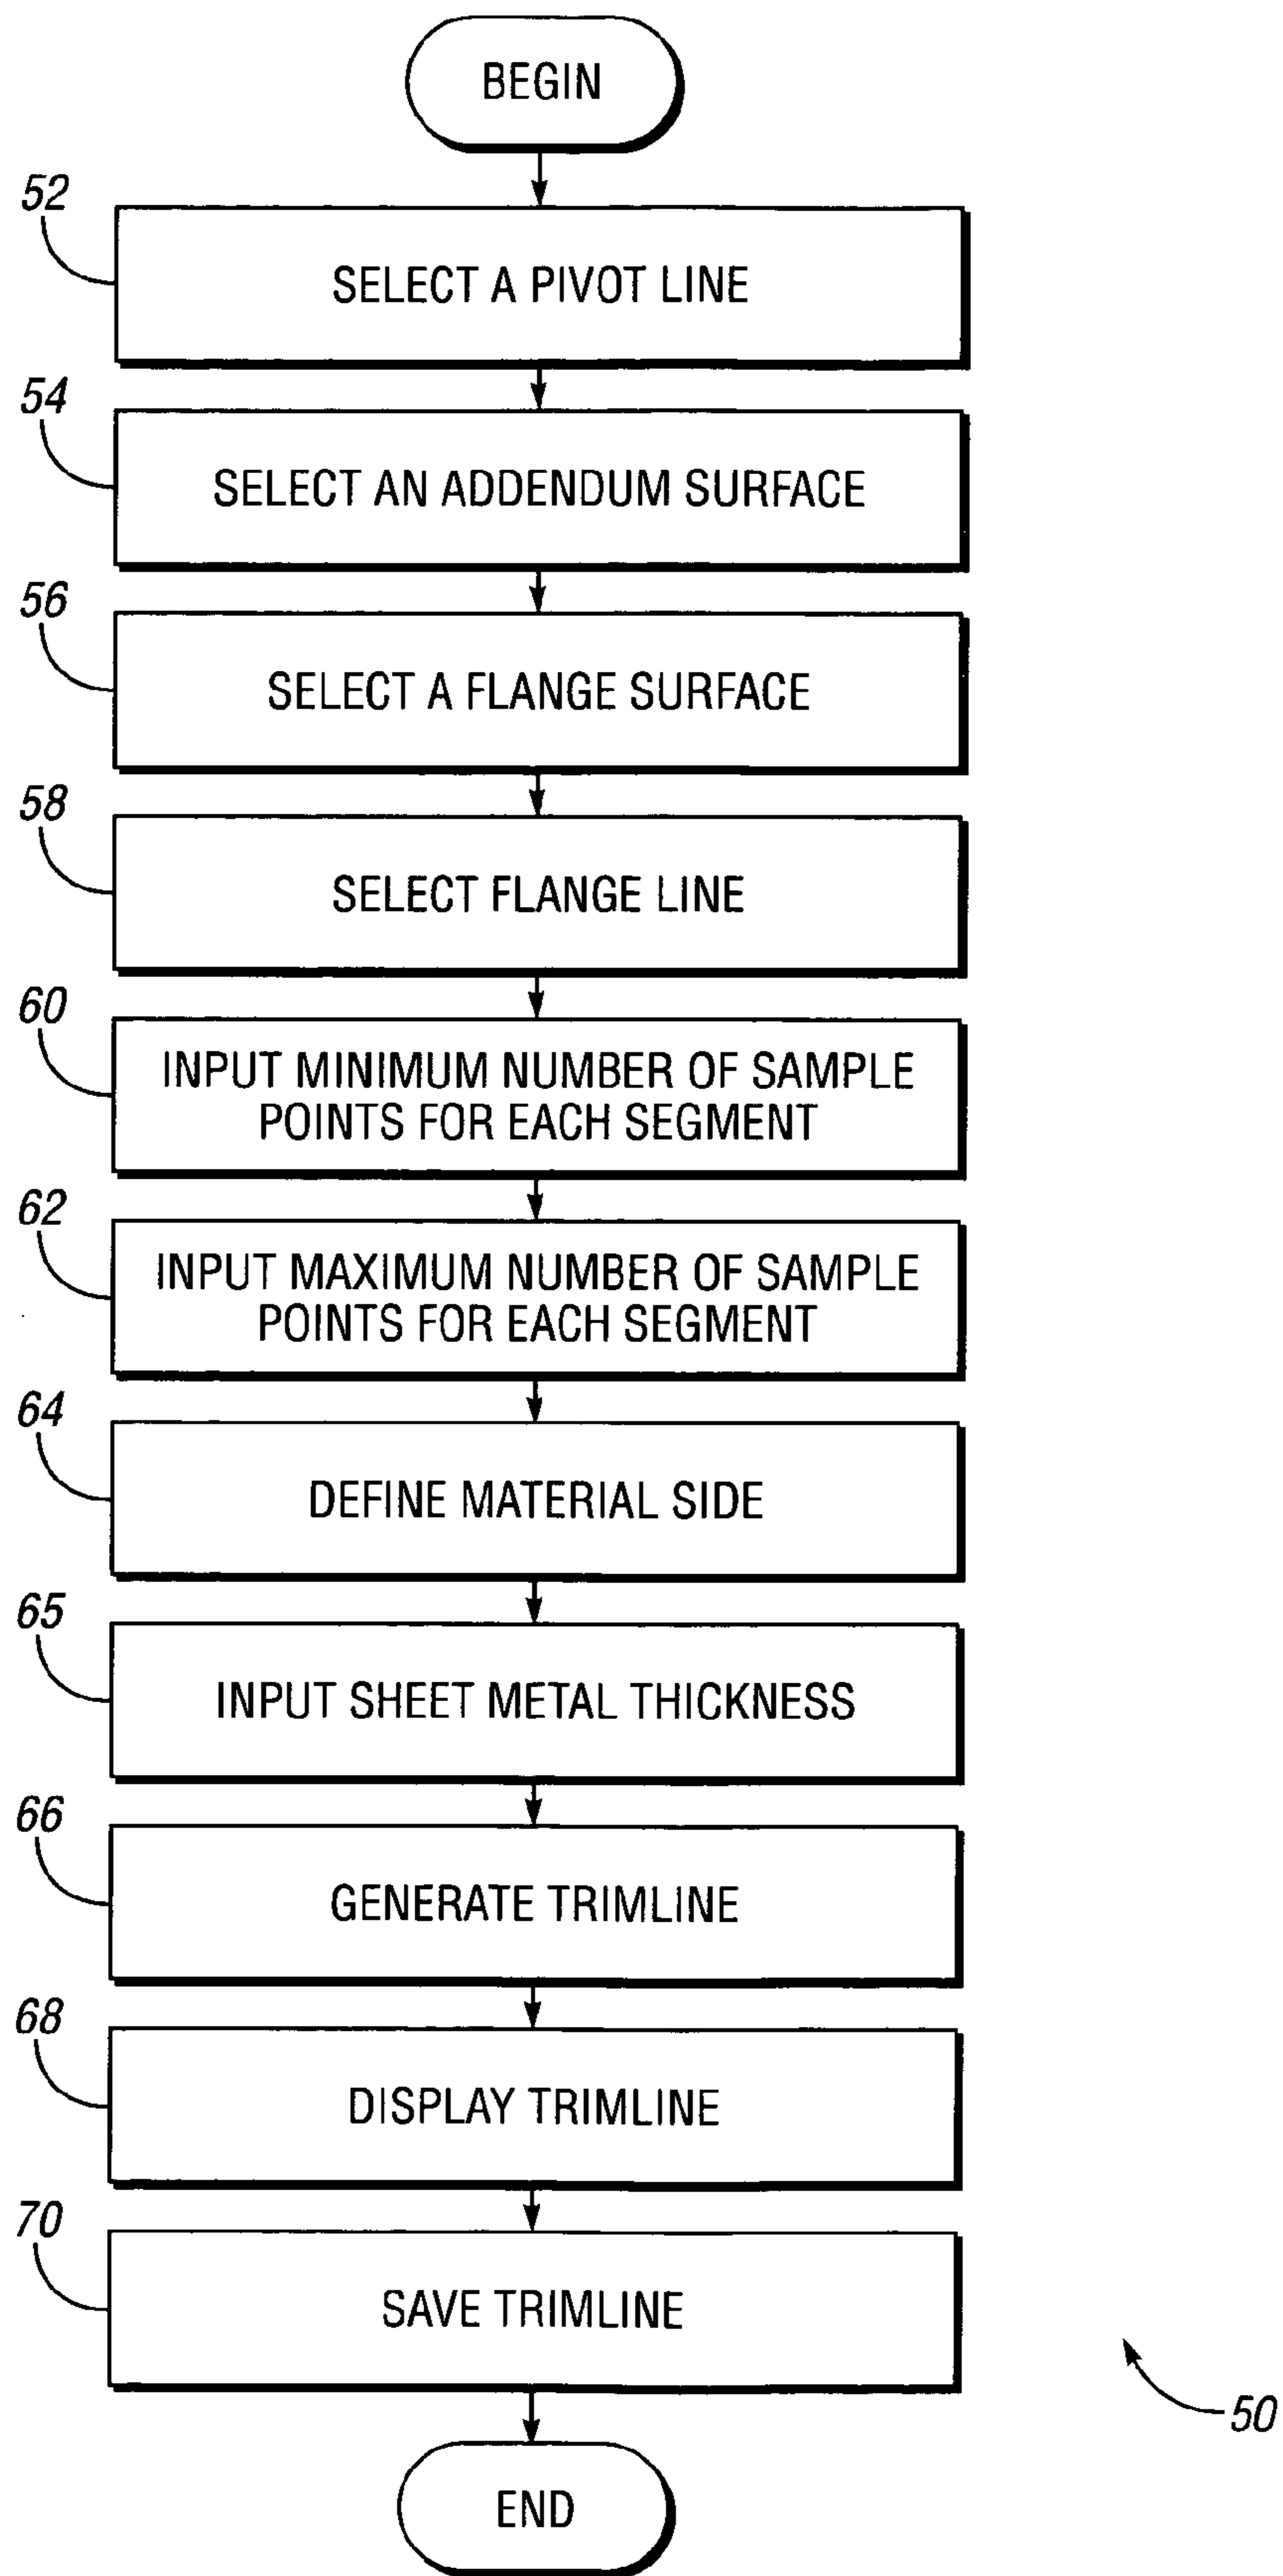 BEGIN
52
SELECT A PIVOT LINE
54
SELECT AN ADDENDUM SURFACE
56
SELECT A FLANGE SURFACE
58
SELECT FLANGE LINE
60
INPUT MINIMUM NUMBER OF SAMPLE
POINTS FOR EACH SEGMENT
62
INPUT MAXIMUM NUMBER OF SAMPLE
POINTS FOR EACH SEGMENT
64
DEFINE MATERIAL SIDE
65
INPUT SHEET METAL THICKNESS
66
GENERATE TRIMLINE
68
DISPLAY TRIMLINE
70
SAVE TRIMLINE
50
END